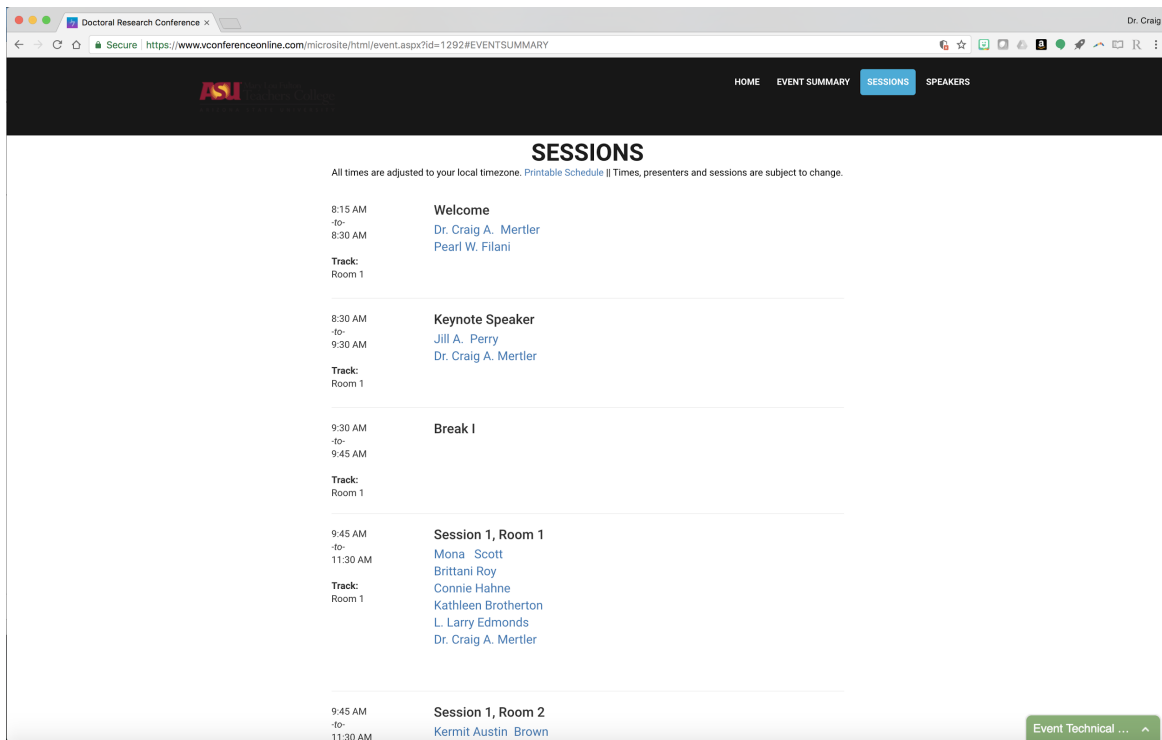 Doctoral Research Conference ×
Dr. Craig
Secure https://www.vconferenceonline.com/microsite/html/event.aspx?id=1292#EVENTSUMMARY
ASU
Teachers College
HOME EVENT SUMMARY SESSIONS SPEAKERS
SESSIONS
All times are adjusted to your local timezone. Printable Schedule || Times, presenters and sessions are subject to change.
8:15 AM
-to-
8:30 AM
Track:
Room 1
Welcome
Dr. Craig A. Mertler
Pearl W. Filani
8:30 AM
-to-
9:30 AM
Track:
Room 1
Keynote Speaker
Jill A. Perry
Dr. Craig A. Mertler
9:30 AM
-to-
9:45 AM
Track:
Room 1
Break I
9:45 AM
-to-
11:30 AM
Track:
Room 1
Session 1, Room 1
Mona Scott
Brittani Roy
Connie Hahne
Kathleen Brotherton
L. Larry Edmonds
Dr. Craig A. Mertler
9:45 AM
-to-
11:30 AM
Session 1, Room 2
Kermit Austin Brown
Event Technical ...